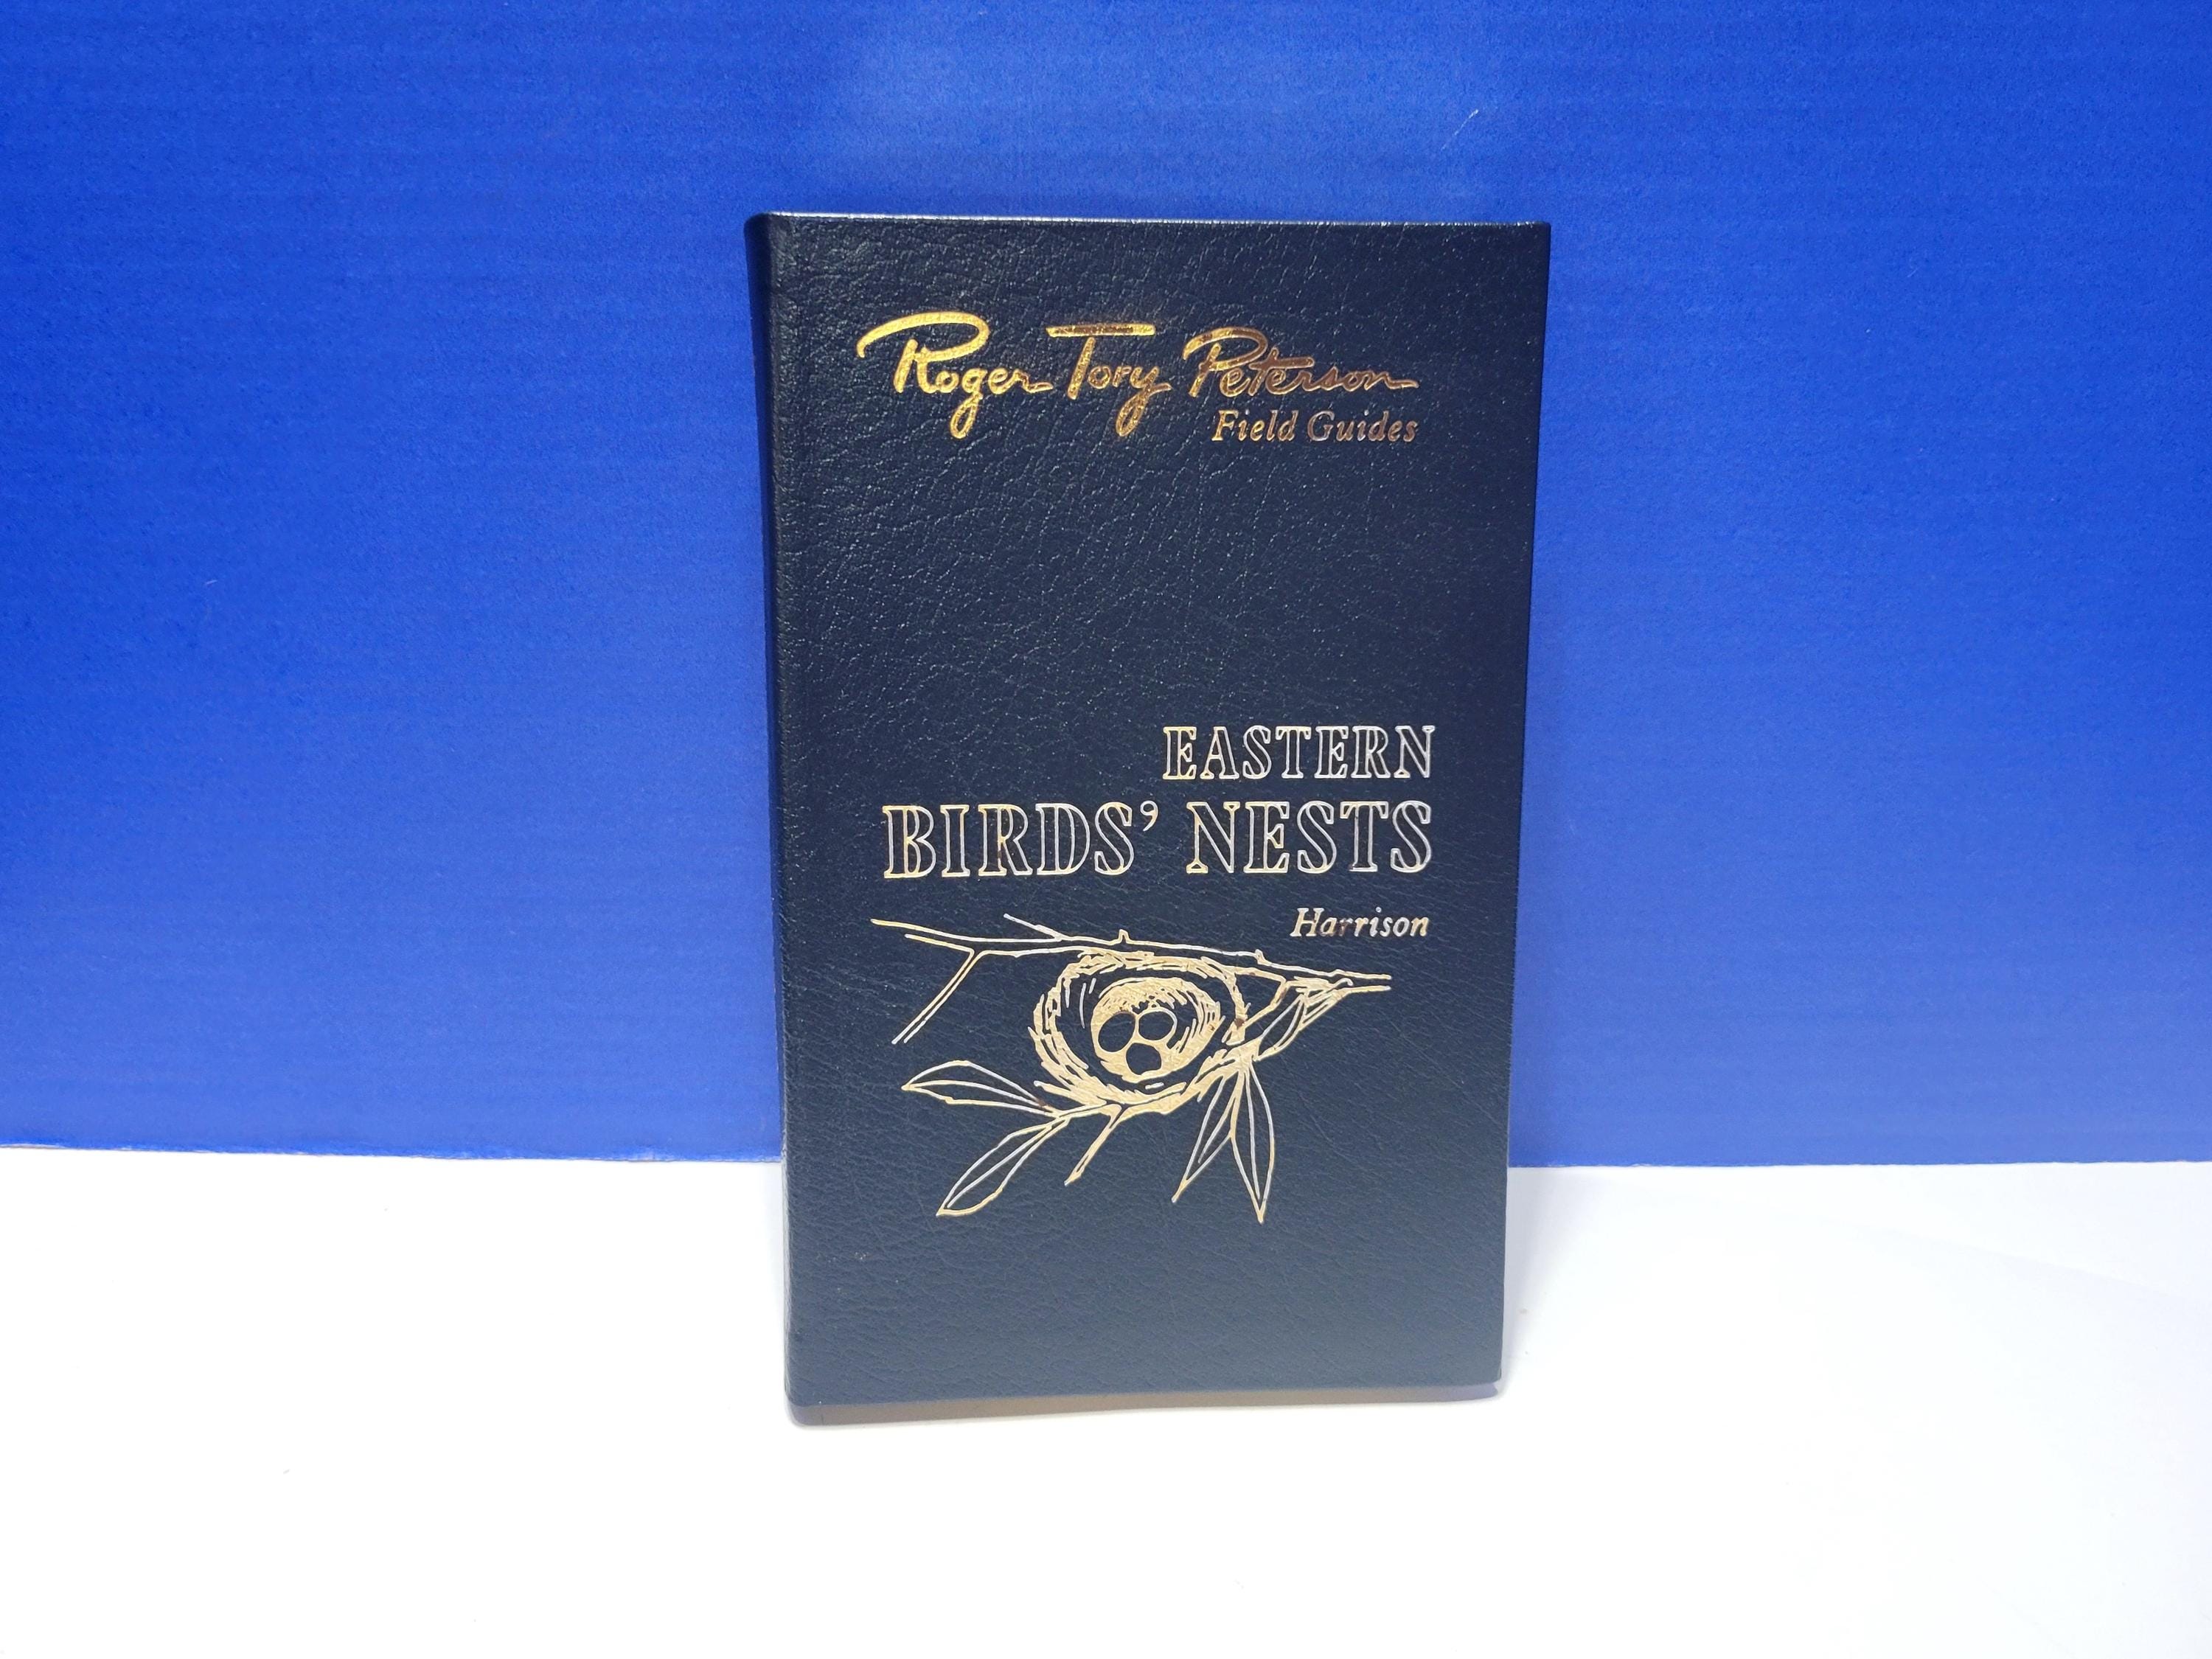 Roger Tory Peterson
Field Guides
EASTERN
BIRDS' NESTS
Harrison